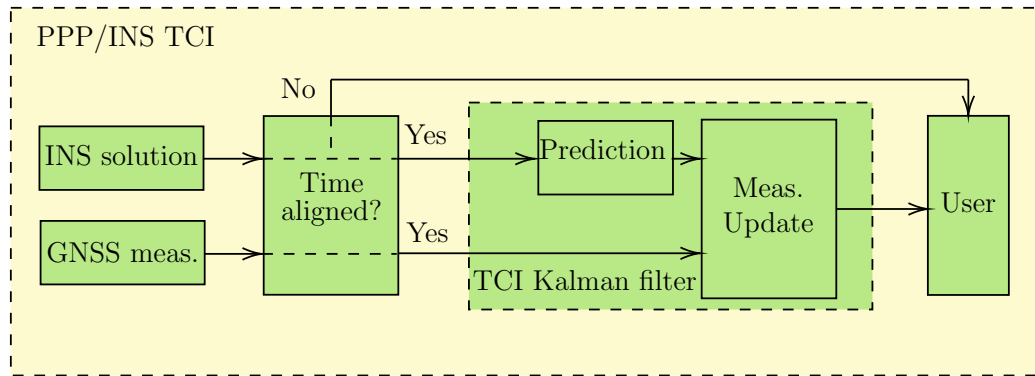 PPP/INS TCI
No
INS solution
Yes
Prediction
Time
aligned?
Meas.
Update
User
GNSS meas.
Yes
TCI Kalman filter